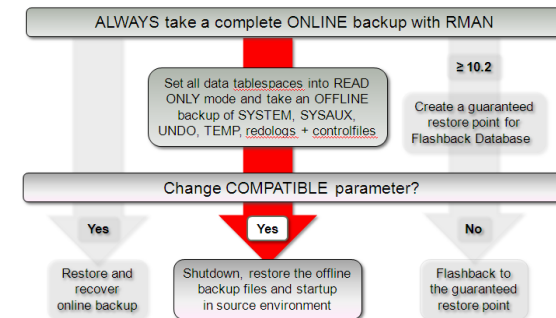 ALWAYS take a complete ONLINE backup with RMAN
≥ 10.2
Set all data tablespaces into READ
ONLY mode and take an OFFLINE
backup of SYSTEM, SYSAUX,
UNDO, TEMP, redologs + controlfiles
Create a guaranteed
restore point for
Flashback Database
Change COMPATIBLE parameter?
Yes
Yes
No
Restore and
recover
online backup
Shutdown, restore the offline
backup files and startup
in source environment
Flashback to
the guaranteed
restore point